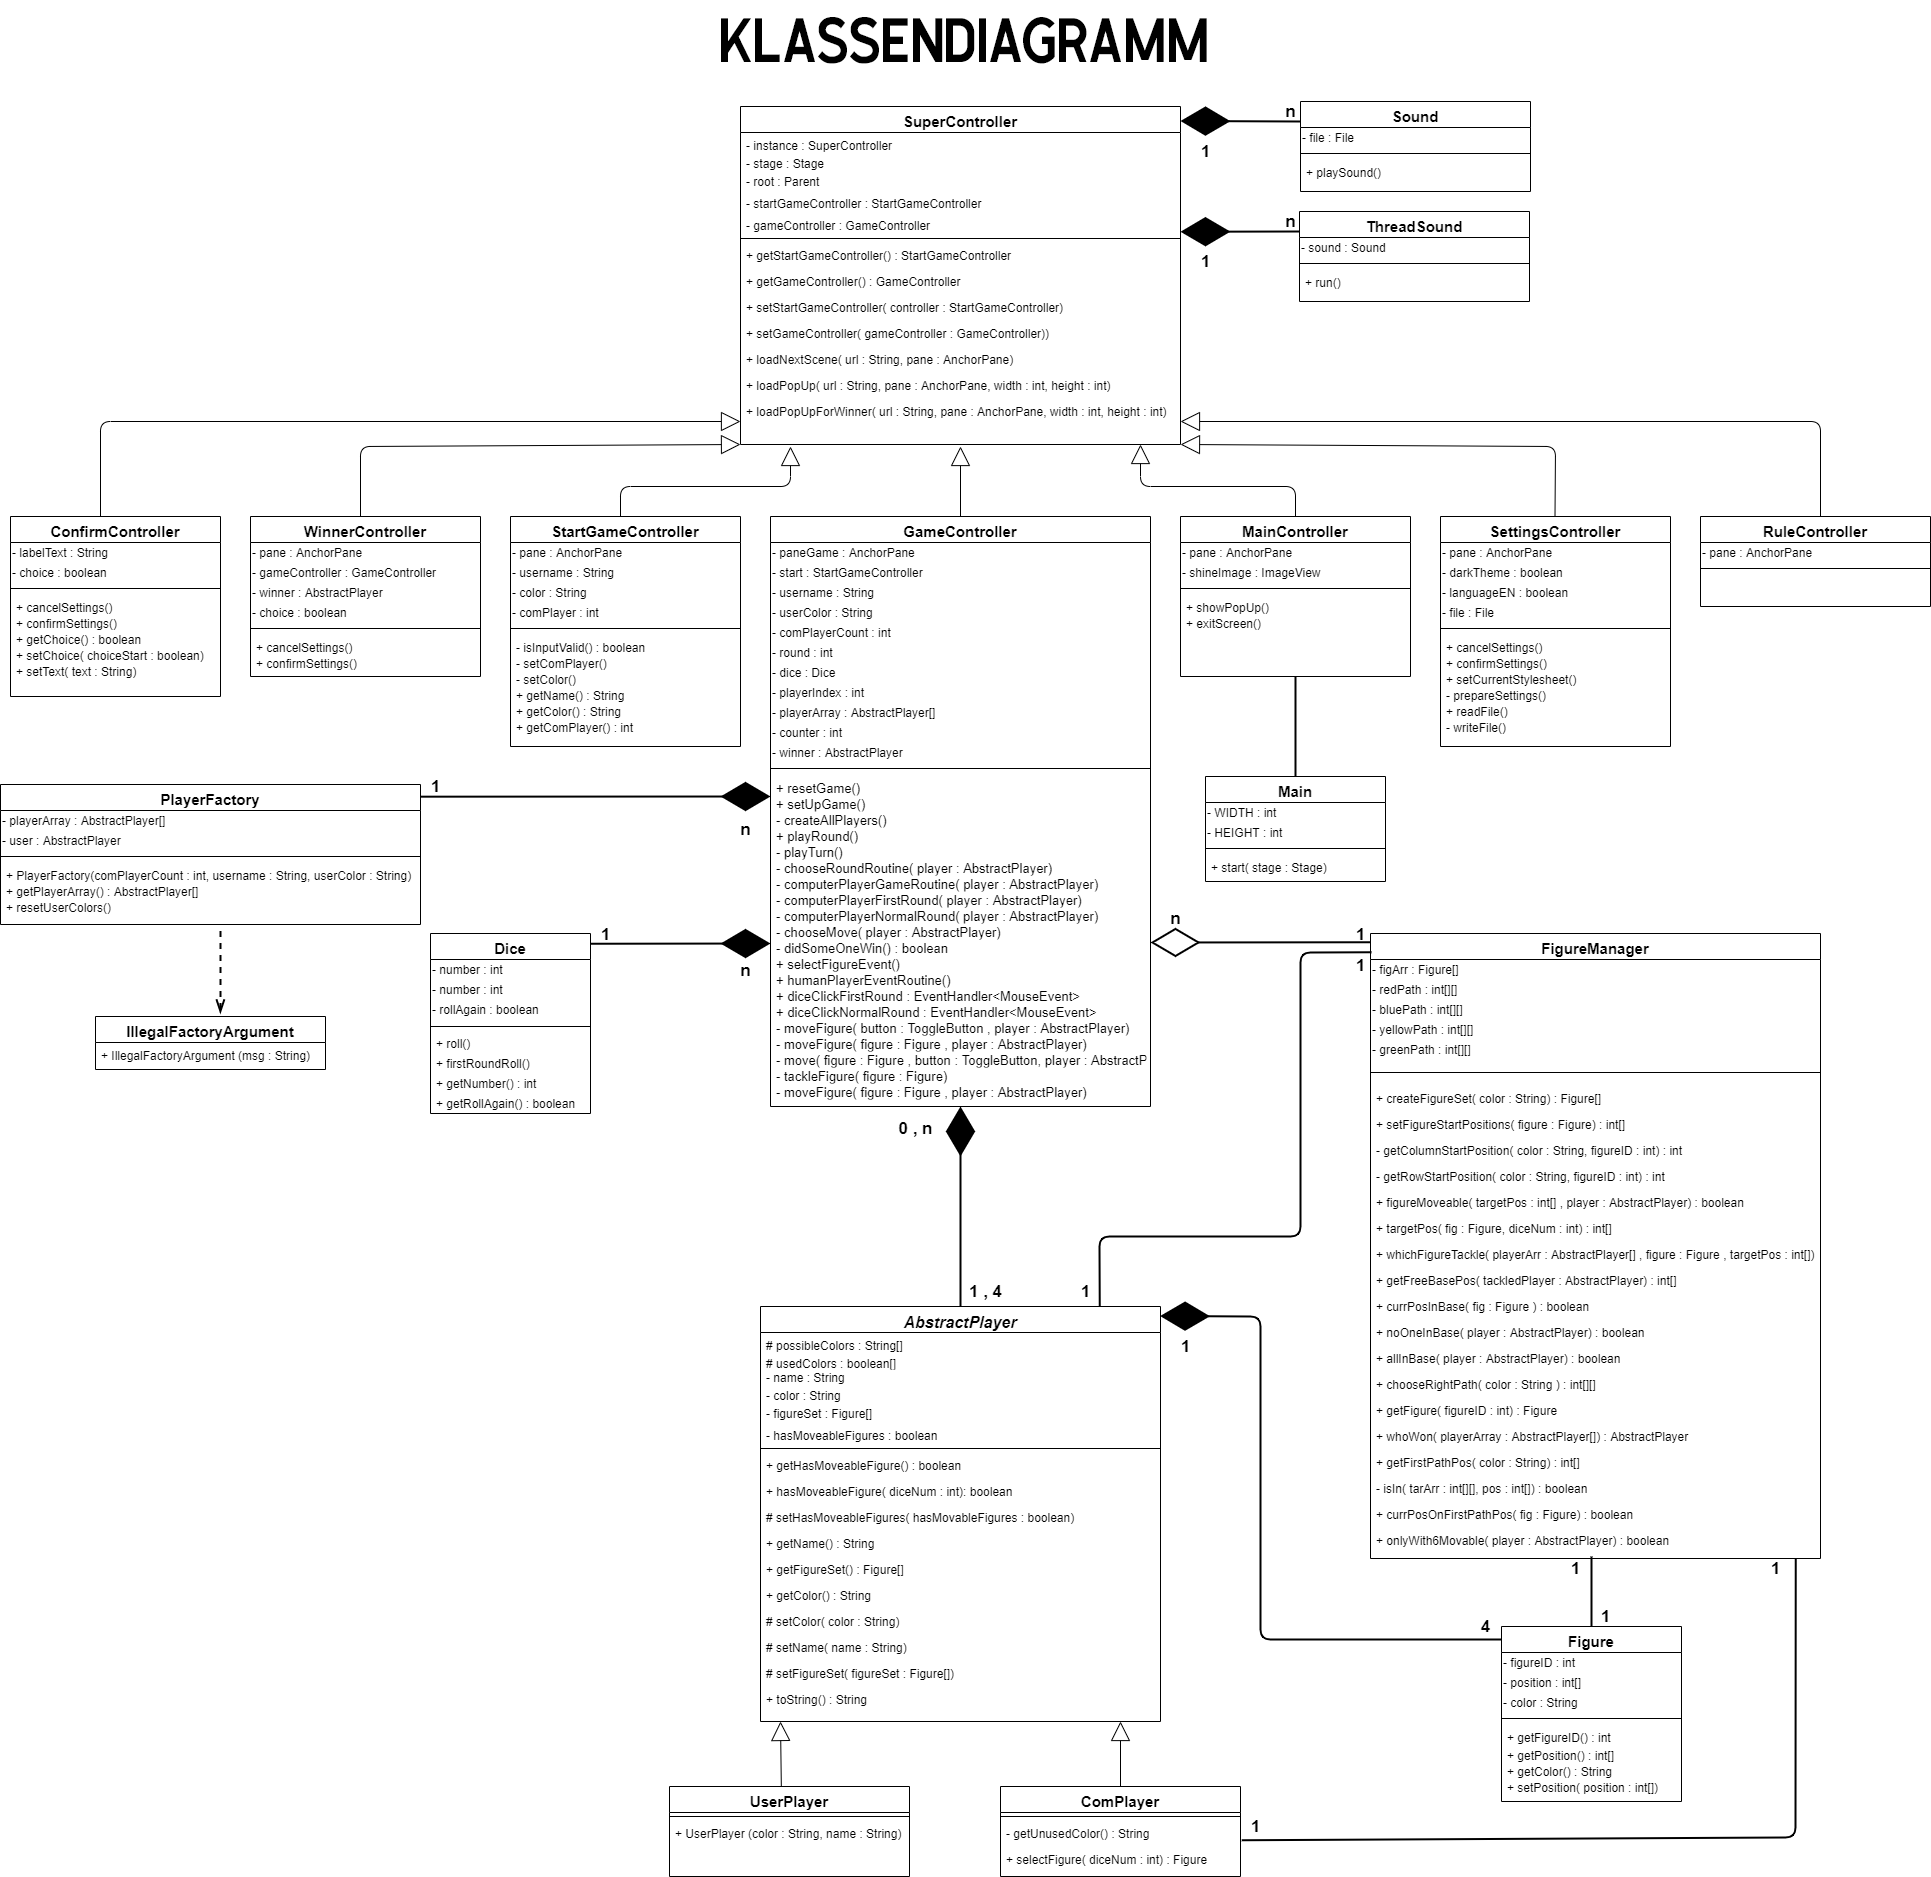 KLASSENDIAGRAMM
SuperController
- instance : SuperController
- stage : Stage
- root : Parent
- startGameController : StartGameController
- gameController : GameController
+ getStartGameController() : StartGameController
+ getGameController() : GameController
+ setStartGameController( controller : StartGameController)
+ setGameController( gameController : GameController))
+ loadNextScene( url : String, pane : AnchorPane)
+ loadPopUp( url : String, pane : AnchorPane, width : int, height : int)
+ loadPopUpForWinner( url : String, pane : AnchorPane, width : int, height : int)
n
1
Sound
- file : File
+ playSound()
n
1
ThreadSound
- sound : Sound
+ run()
ConfirmController
- labelText : String
- choice : boolean
+ cancelSettings()
+ confirmSettings()
+ getChoice() : boolean
+ setChoice( choiceStart : boolean)
+ setText( text : String)
WinnerController
- pane : AnchorPane
- gameController : GameController
- winner : AbstractPlayer
- choice : boolean
+ cancelSettings()
+ confirmSettings()
StartGameController
- pane : AnchorPane
- username : String
- color : String
- comPlayer : int
- isInputValid() : boolean
- setComPlayer()
- setColor()
+ getName() : String
+ getColor() : String
+ getComPlayer() : int
GameController
- paneGame : AnchorPane
- start : StartGameController
- username : String
- userColor : String
- comPlayerCount : int
- round : int
- dice : Dice
- playerIndex : int
- playerArray : AbstractPlayer[]
- counter : int
- winner : AbstractPlayer
+ resetGame()
+ setUpGame()
- createAllPlayers()
+ playRound()
- playTurn()
- chooseRoundRoutine( player : AbstractPlayer)
- computerPlayerGameRoutine( player : AbstractPlayer)
- computerPlayerFirstRound( player : AbstractPlayer)
- computerPlayerNormalRound( player : AbstractPlayer)
- chooseMove( player : AbstractPlayer)
- didSomeOneWin() : boolean
+ selectFigureEvent()
+ humanPlayerEventRoutine()
+ diceClickFirstRound : EventHandler<MouseEvent>
+ diceClickNormalRound : EventHandler<MouseEvent>
- moveFigure( button : ToggleButton , player : AbstractPlayer)
- moveFigure( figure : Figure , player : AbstractPlayer)
- move( figure : Figure , button : ToggleButton, player : AbstractP
- tackleFigure( figure : Figure)
- moveFigure( figure : Figure , player : AbstractPlayer)
MainController
- pane : AnchorPane
- shineImage : ImageView
+ showPopUp()
+ exitScreen()
SettingsController
- pane : AnchorPane
- darkTheme : boolean
- languageEN : boolean
- file : File
+ cancelSettings()
+ confirmSettings()
+ setCurrentStylesheet()
- prepareSettings()
+ readFile()
- writeFile()
RuleController
- pane : AnchorPane
Main
- WIDTH : int
- HEIGHT : int
+ start( stage : Stage)
PlayerFactory
- playerArray : AbstractPlayer[]
- user : AbstractPlayer
+ PlayerFactory(comPlayerCount : int, username : String, userColor : String)
+ getPlayerArray() : AbstractPlayer[]
+ resetUserColors()
1
n
IllegalFactoryArgument
+ IllegalFactoryArgument (msg : String)
Dice
- number : int
- number : int
- rollAgain : boolean
+ roll()
+ firstRoundRoll()
+ getNumber() : int
+ getRollAgain() : boolean
1
n
n
1
1
FigureManager
- figArr : Figure[]
- redPath : int[][]
- bluePath : int[][]
- yellowPath : int[][]
- greenPath : int[][]
+ createFigureSet( color : String) : Figure[]
+ setFigureStartPositions( figure : Figure) : int[]
- getColumnStartPosition( color : String, figureID : int) : int
- getRowStartPosition( color : String, figureID : int) : int
+ figureMoveable( targetPos : int[] , player : AbstractPlayer) : boolean
+ targetPos( fig : Figure, diceNum : int) : int[]
+ whichFigureTackle( playerArr : AbstractPlayer[] , figure : Figure , targetPos : int[])
+ getFreeBasePos( tackledPlayer : AbstractPlayer) : int[]
+ currPosInBase( fig : Figure ) : boolean
+ noOneInBase( player : AbstractPlayer) : boolean
+ allInBase( player : AbstractPlayer) : boolean
+ chooseRightPath( color : String ) : int[][]
+ getFigure( figureID : int) : Figure
+ whoWon( playerArray : AbstractPlayer[]) : AbstractPlayer
+ getFirstPathPos( color : String) : int[]
- isIn( tarArr : int[][], pos : int[]) : boolean
+ currPosOnFirstPathPos( fig : Figure) : boolean
+ onlyWith6Movable( player : AbstractPlayer) : boolean
0 , n
1 , 4
1
AbstractPlayer
# possibleColors : String[]
# usedColors : boolean[]
- name : String
- color : String
- figureSet : Figure[]
- hasMoveableFigures : boolean
+ getHasMoveableFigure() : boolean
+ hasMoveableFigure( diceNum : int): boolean
# setHasMoveableFigures( hasMovableFigures : boolean)
+ getName() : String
+ getFigureSet() : Figure[]
+ getColor() : String
# setColor( color : String)
# setName( name : String)
# setFigureSet( figureSet : Figure[])
+ toString() : String
1
4
1
1
1
Figure
- figureID : int
- position : int[]
- color : String
+ getFigureID() : int
+ getPosition() : int[]
+ getColor() : String
+ setPosition( position : int[])
UserPlayer
+ UserPlayer (color : String, name : String)
ComPlayer
- getUnusedColor() : String
+ selectFigure( diceNum : int) : Figure
1